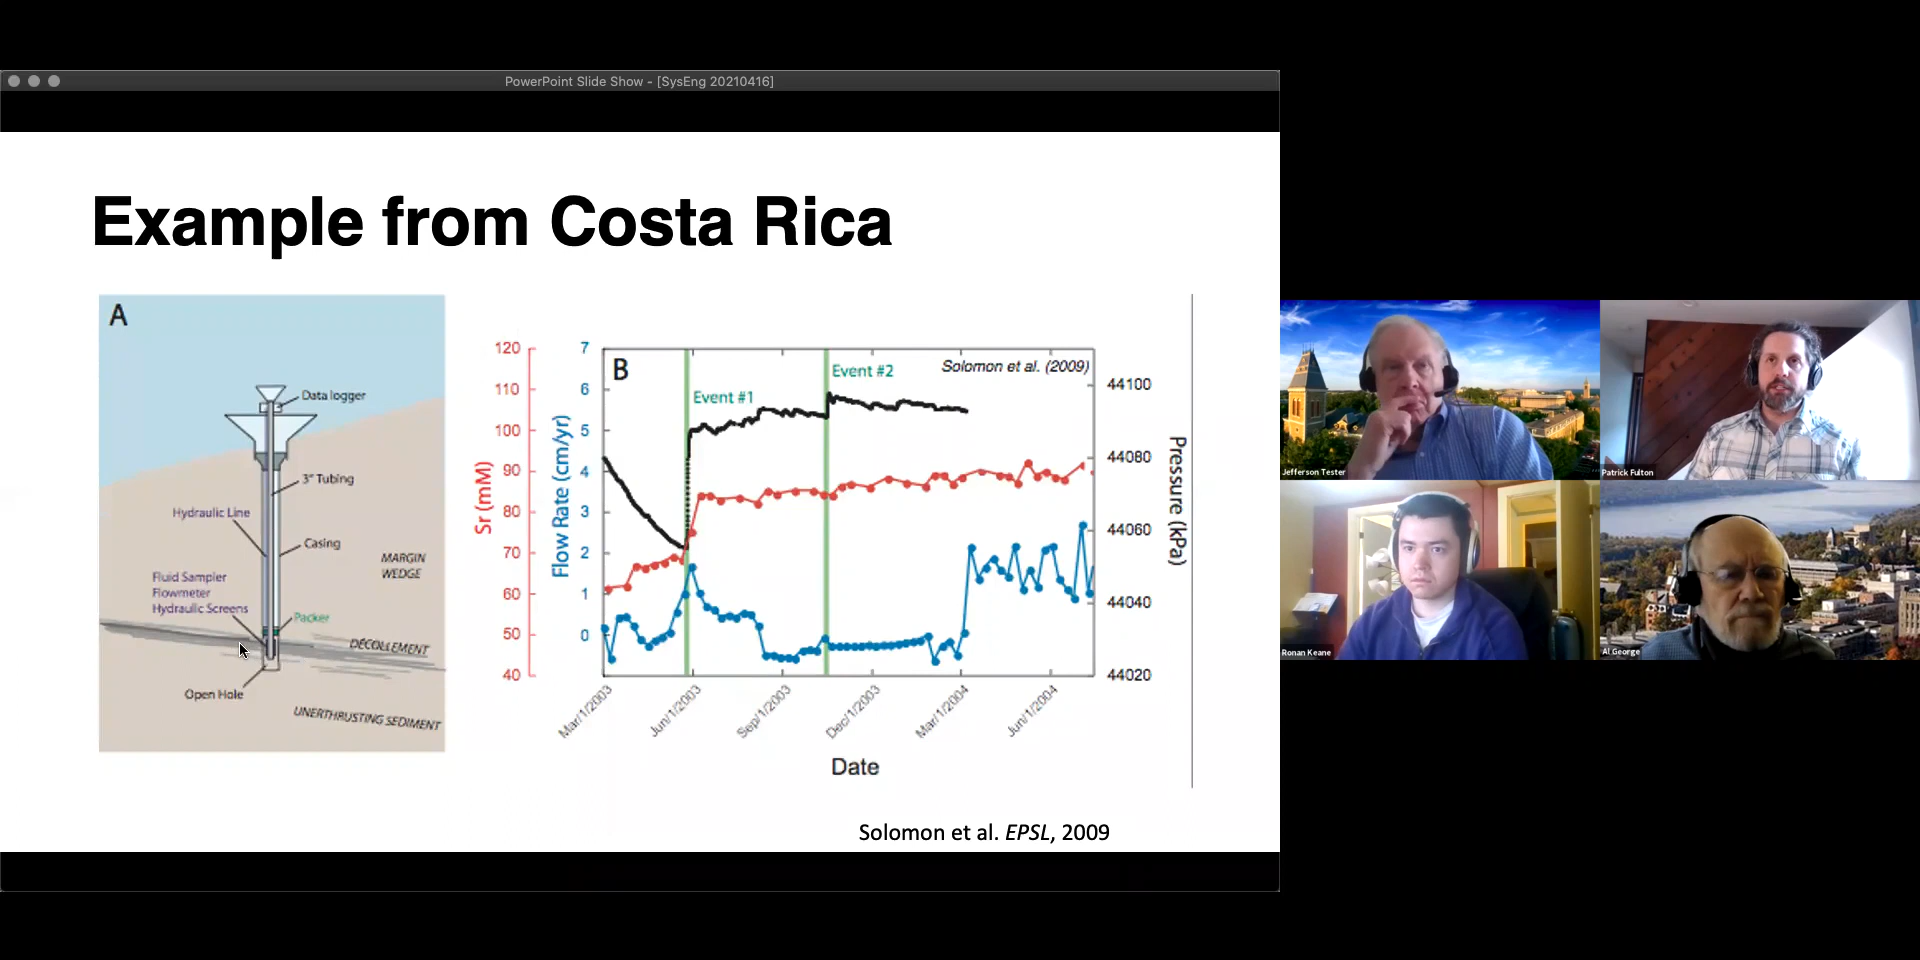 PowerPoint Slide Show - [SysEng 20210416]
Example from Costa Rica
A
Data logger
3" Tubing
Hydraulic Line
Casing
MARGIN
WEDGE
Fluid Sampler
Flowmeter
Hydraulic Screens
Packer
DÉCOLLEMENT
Open Hole
UNERTHRUSTING SEDIMENT
B
Solomon et al. (2009)
Event #1
Event #2
Sr (mM)
120
110
100
90
80
70
60
50
40
Flow Rate (cm/yr)
7
6
5
4
3
2
1
0
44100
44080
44060
44040
44020
Pressure (kPa)
Mar/1/2003
Jun/1/2003
Sep/1/2003
Dec/1/2003
Mar/1/2004
Jun/1/2004
Date
Solomon et al. EPSL, 2009
Jefferson Tester
Patrick Fulton
Ronan Keane
Al George